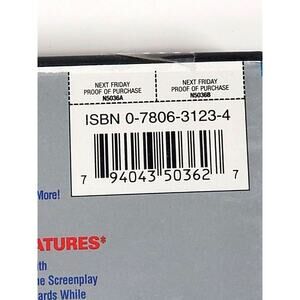 NEXT FRIDAY
PROOF OF PURCHASE
N5036A
NEXT FRIDAY
PROOF OF PURCHASE
N5036B
ISBN 0-7806-3123-4
7 94043 50362 7
More!
ATURES*
th
ne Screenplay
ards While